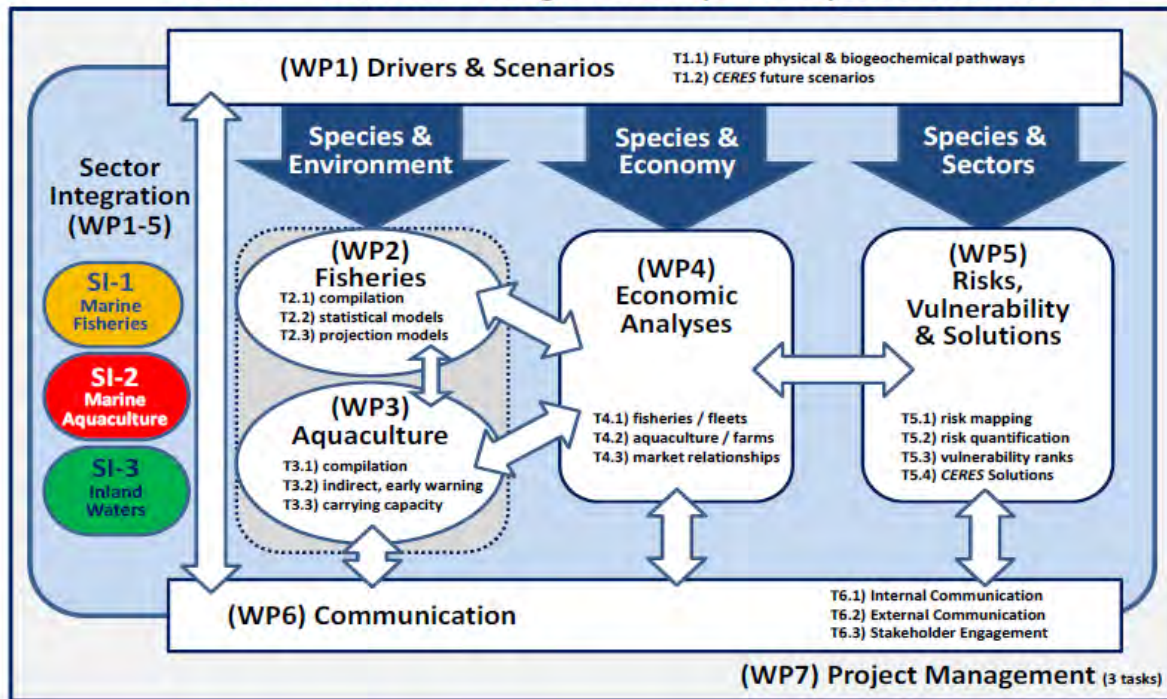 (WP1) Drivers & Scenarios
T1.1) Future physical & biogeochemical pathways
T1.2) CERES future scenarios
Species &
Environment
Species &
Economy
Species &
Sectors
Sector
Integration
(WP1-5)
SI-1
Marine
Fisheries
SI-2
Marine
Aquaculture
SI-3
Inland
Waters
(WP2)
Fisheries
T2.1) compilation
T2.2) statistical models
T2.3) projection models
(WP3)
Aquaculture
T3.1) compilation
T3.2) indirect, early warning
T3.3) carrying capacity
(WP4)
Economic
Analyses
T4.1) fisheries / fleets
T4.2) aquaculture / farms
T4.3) market relationships
(WP5)
Risks,
Vulnerability
& Solutions
T5.1) risk mapping
T5.2) risk quantification
T5.3) vulnerability ranks
T5.4) CERES Solutions
(WP6) Communication
T6.1) Internal Communication
T6.2) External Communication
T6.3) Stakeholder Engagement
(WP7) Project Management (3 tasks)